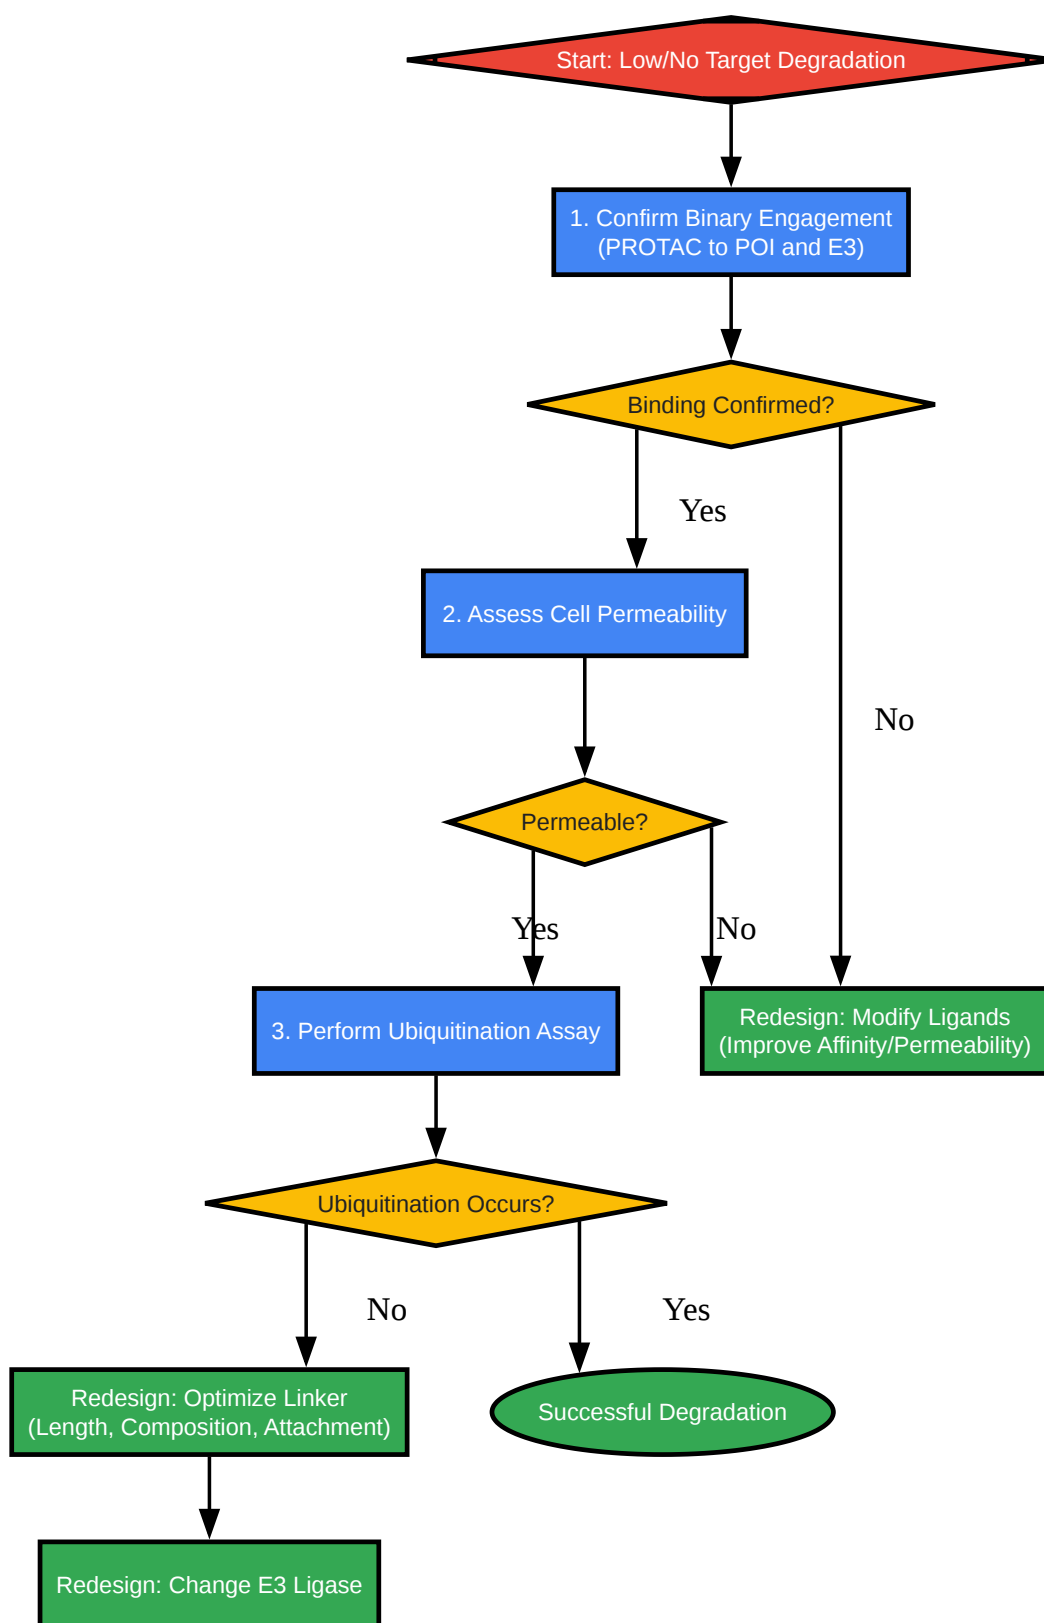 Start: Low/No Target Degradation
1. Confirm Binary Engagement
(PROTAC to POI and E3)
Binding Confirmed?
Yes
2. Assess Cell Permeability
No
Permeable?
Yes
No
3. Perform Ubiquitination Assay
Redesign: Modify Ligands
(Improve Affinity/Permeability)
Ubiquitination Occurs?
No
Yes
Redesign: Optimize Linker
(Length, Composition, Attachment)
Successful Degradation
Redesign: Change E3 Ligase